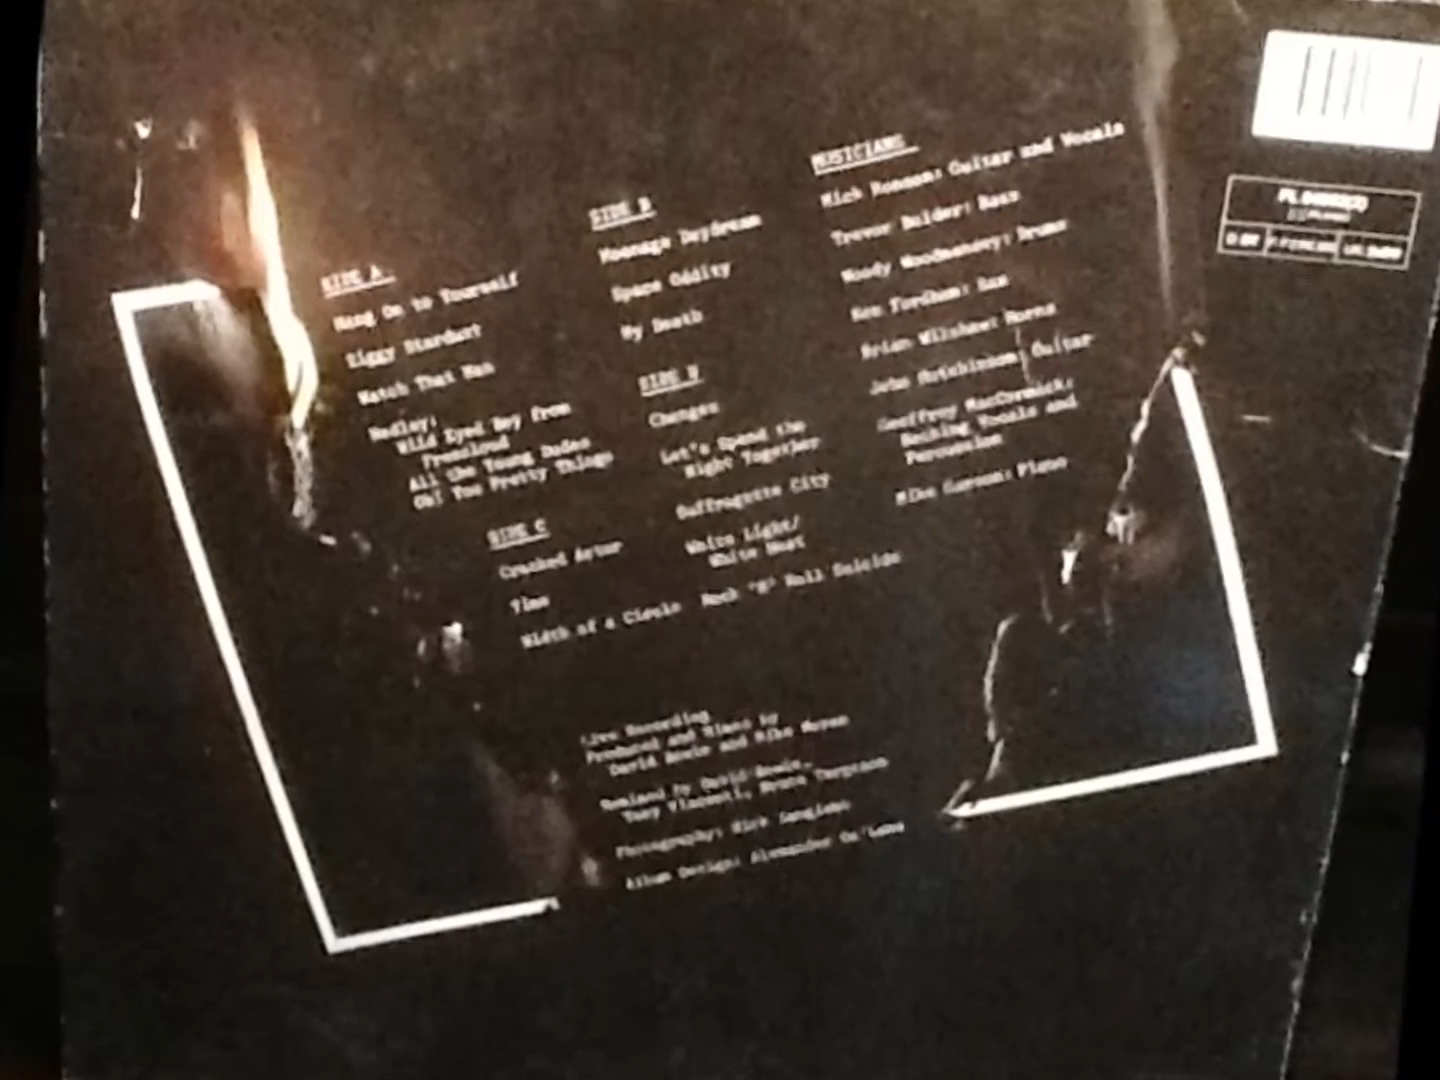 SIDE A
Hang On to Yourself
Ziggy Stardust
Watch That Man
Medley:
Wild Eyed Boy from
Freecloud
All the Young Dudes
Oh! You Pretty Things
SIDE B
Moonage Daydream
Space Oddity
My Death
SIDE C
Cracked Actor
Time
Width of a Circle
SIDE D
Changes
Let's Spend the
Night Together
Suffragette City
White Light/
White Heat
Rock 'n' Roll Suicide
MUSICIANS
Mick Ronson: Guitar and Vocals
Trevor Bolder: Bass
Woody Woodmansey: Drums
Ken Fordham: Sax
Brian Wilshaw: Horns
John Hutchinson: Guitar
Geoffrey MacCormick:
Backing Vocals and
Percussion
Mike Garson: Piano
Live Recording
Produced and Mixed by
David Bowie and Mike Moran
Remixed by David Bowie,
Tony Visconti, Bruce Tergesen
Photography: Mick
Album Design: Alexander